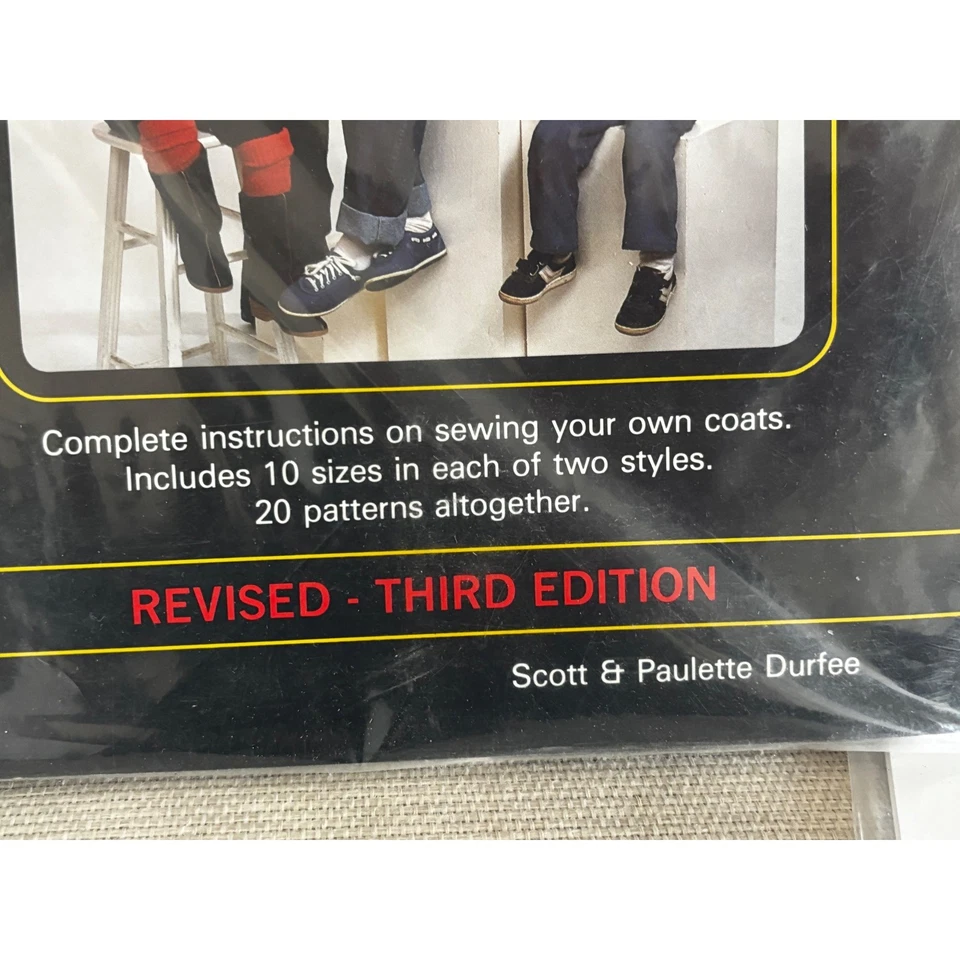 Complete instructions on sewing your own coats.
Includes 10 sizes in each of two styles.
20 patterns altogether.
REVISED - THIRD EDITION
Scott & Paulette Durfee